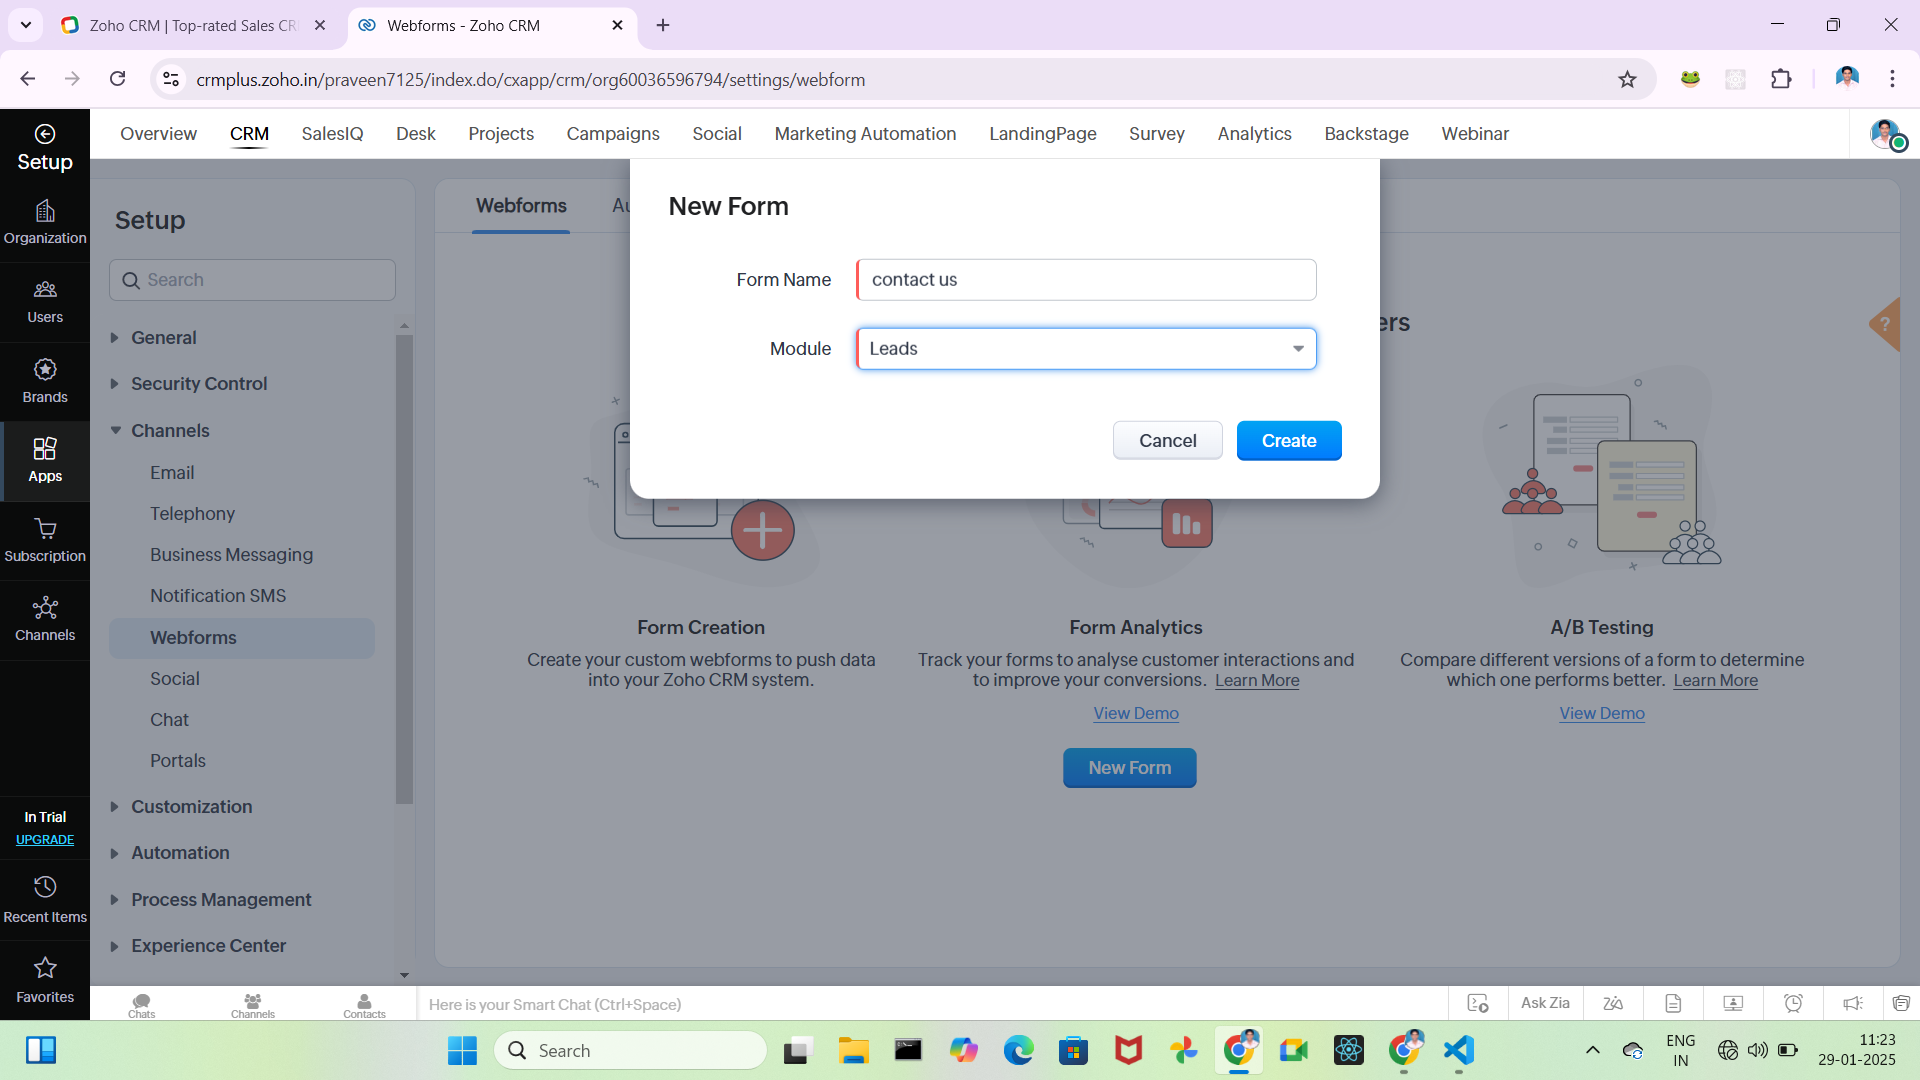 Zoho CRM | Top-rated Sales CR
Webforms - Zoho CRM
crmplus.zoho.in/praveen7125/index.do/cxapp/crm/org60036596794/settings/webform
Setup
Overview
CRM
SalesIQ
Desk
Projects
Campaigns
Social
Marketing Automation
LandingPage
Survey
Analytics
Backstage
Webinar
Organization
Users
Brands
Apps
Subscription
Channels
In Trial
UPGRADE
Recent Items
Favorites
Setup
Search
General
Security Control
Channels
Email
Telephony
Business Messaging
Notification SMS
Webforms
Social
Chat
Portals
Customization
Automation
Process Management
Experience Center
Webforms
Au
New Form
Form Name
contact us
Module
Leads
Cancel
Create
ers
?
Form Creation
Create your custom webforms to push data
into your Zoho CRM system.
Form Analytics
Track your forms to analyse customer interactions and
to improve your conversions. Learn More
View Demo
A/B Testing
Compare different versions of a form to determine
which one performs better. Learn More
View Demo
New Form
Chats
Channels
Contacts
Here is your Smart Chat (Ctrl+Space)
Ask Zia
Search
ENG
IN
11:23
29-01-2025